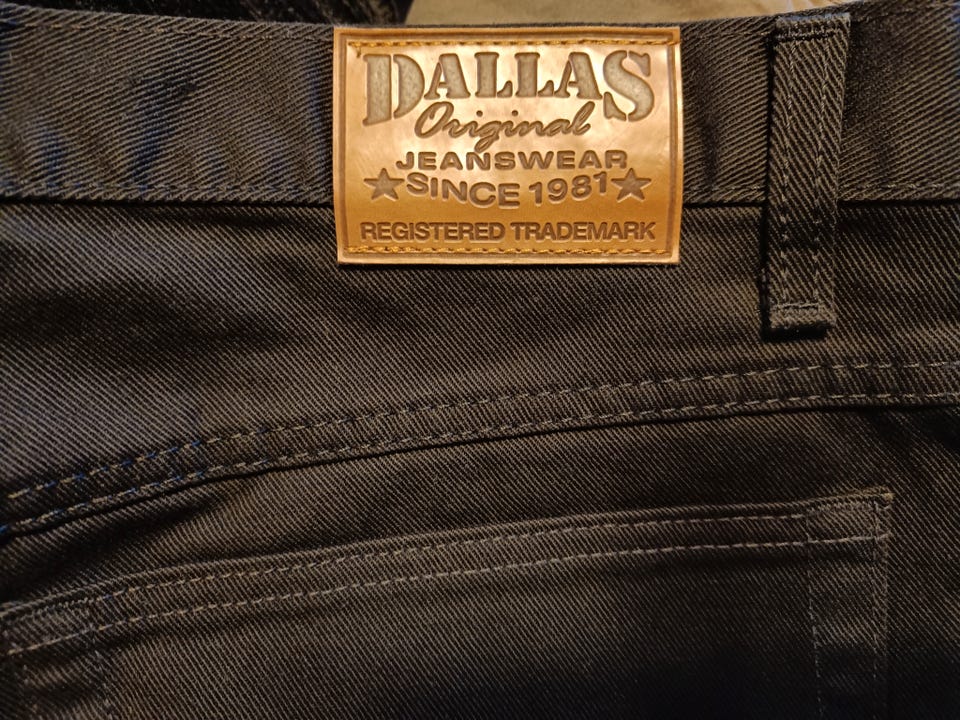 DALLAS
Original
JEANSWEAR
SINCE 1981
REGISTERED TRADEMARK